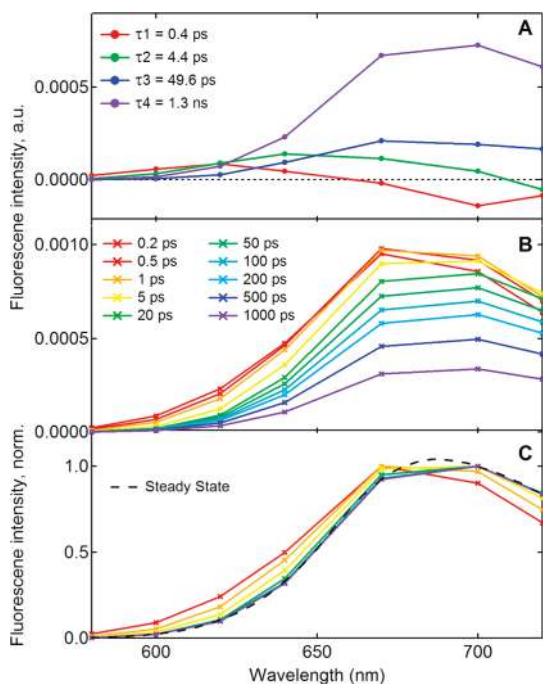 A
τ1 = 0.4 ps
τ2 = 4.4 ps
τ3 = 49.6 ps
τ4 = 1.3 ns
0.0005
0.0000
Fluorescene intensity, a.u.
B
0.2 ps
0.5 ps
1 ps
5 ps
20 ps
50 ps
100 ps
200 ps
500 ps
1000 ps
0.0010
0.0005
0.0000
C
Steady State
1.0
0.5
0.0
Fluorescene intensity, norm.
600
650
700
Wavelength (nm)